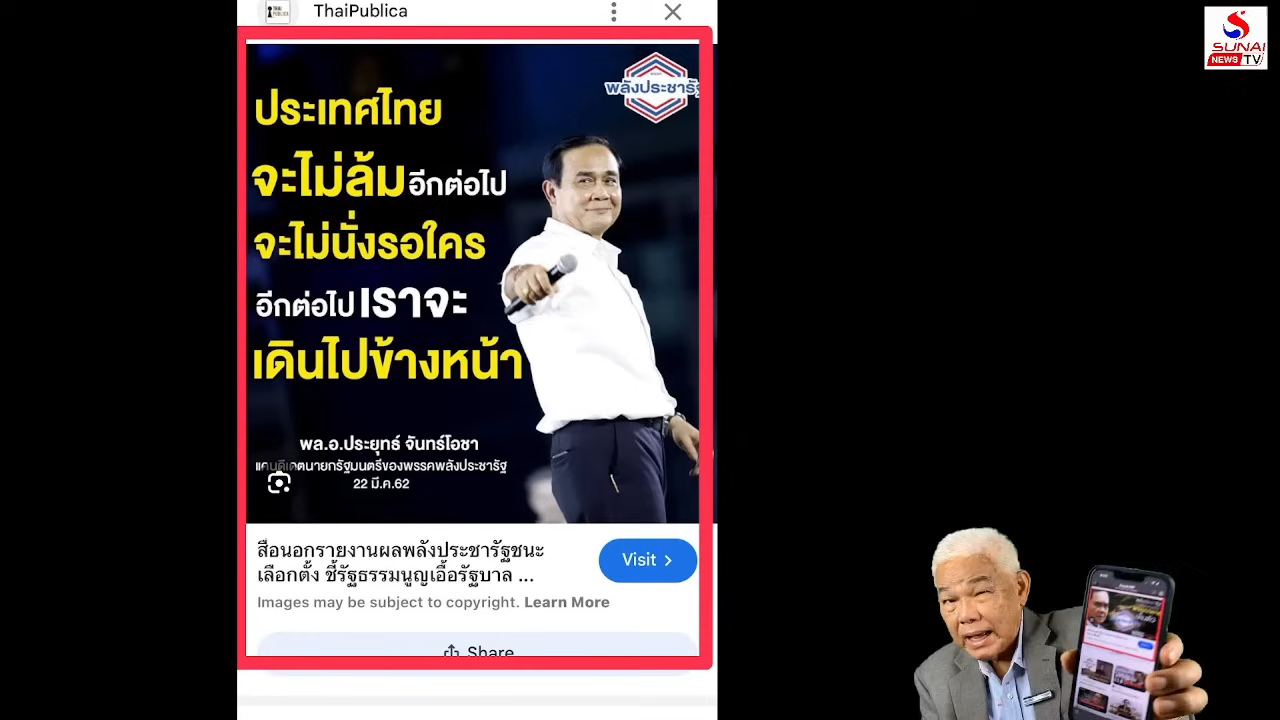 ThaiPublica
THAI
PUBLICA
SUNAI
NEWS TV
พลังประชารัฐ
ประเทศไทย
จะไม่ล้มอีกต่อไป
จะไม่นั่งรอใคร
อีกต่อไป เราจะ
เดินไปข้างหน้า
พล.อ.ประยุทธ์ จันทร์โอชา
แคนดิเดตนายกรัฐมนตรีของพรรคพลังประชารัฐ
22 มี.ค.62
สื่อนอกรายงานผลพลังประชารัฐชนะ
เลือกตั้ง ชี้รัฐธรรมนูญเอื้อรัฐบาล ...
Visit
Images may be subject to copyright. Learn More
Share